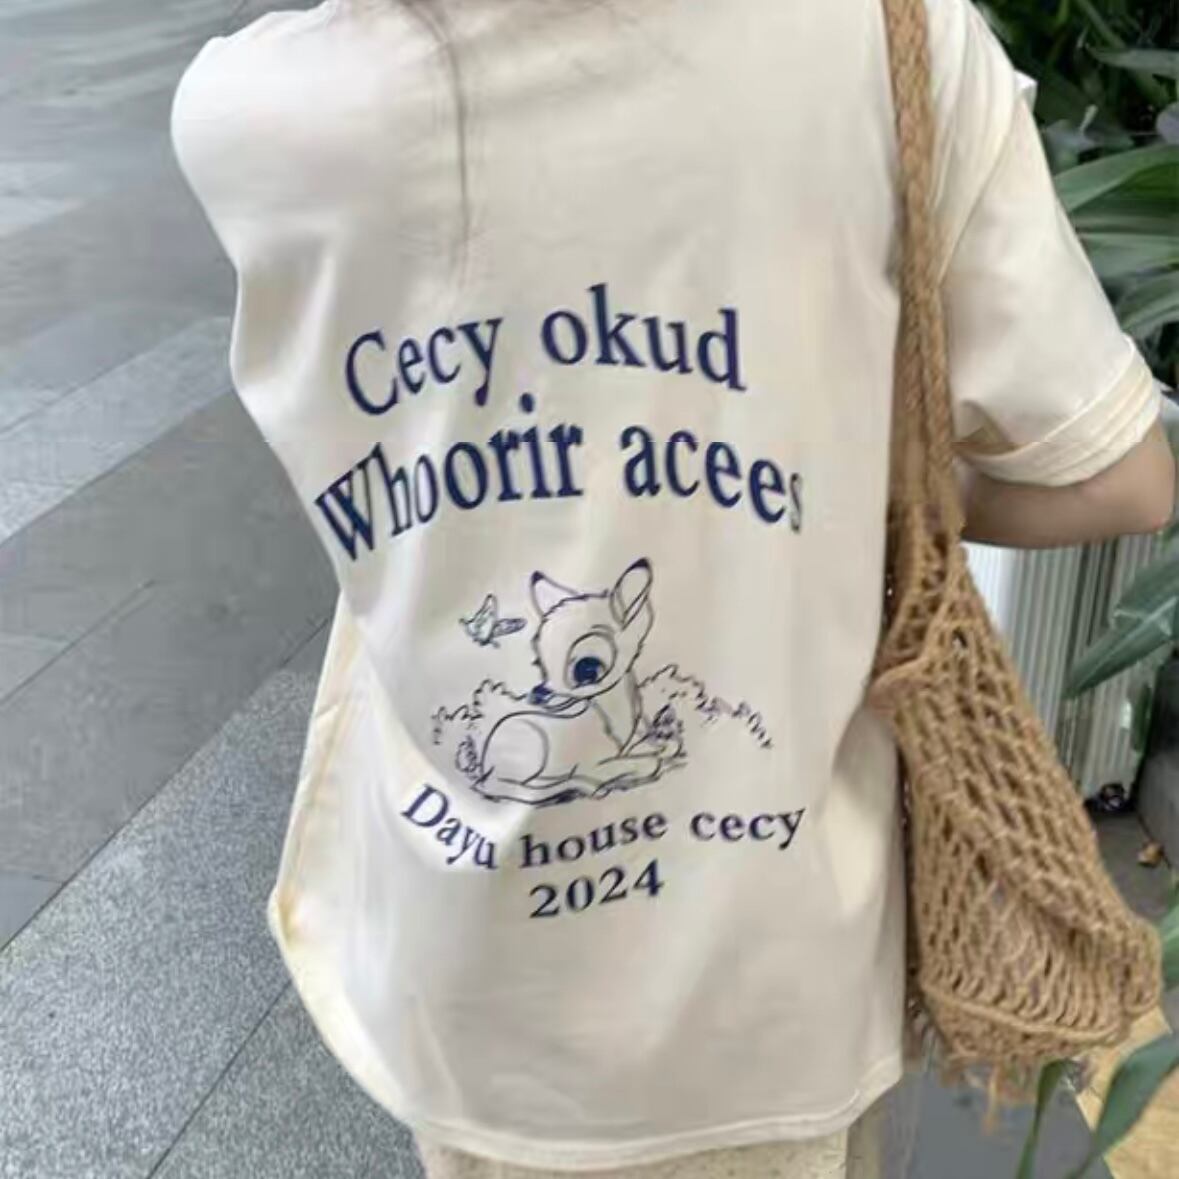 Cecy okud
Whoorir acees
Dayu house cecy
2024